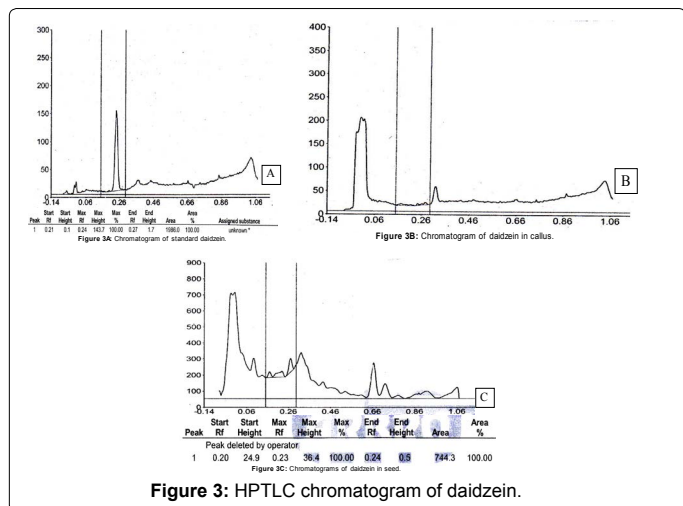 300
250
200
150
100
50
0
-0.14 0.06 0.26 0.46 0.66 0.86 1.06
A
Start Start Max Max Max End End Area
Peak Rf Height Rf Height % Rf Height Area % Assigned substance
1 0.21 0.1 0.24 143.7 100.00 0.27 1.7 1986.0 100.00 unknown *
Figure 3A: Chromatogram of standard daidzein.
400
350
300
250
200
150
100
50
0
-0.14 0.06 0.26 0.46 0.66 0.86 1.06
B
Figure 3B: Chromatogram of daidzein in callus.
900
800
700
600
500
400
300
200
100
0
-0.14 0.06 0.26 0.46 0.66 0.86 1.06
C
Start Start Max Max Max End End Area
Peak Rf Height Rf Height % Rf Height Area %
Peak deleted by operator
1 0.20 24.9 0.23 36.4 100.00 0.24 0.5 744.3 100.00
Figure 3C: Chromatograms of daidzein in seed.
Figure 3: HPTLC chromatogram of daidzein.